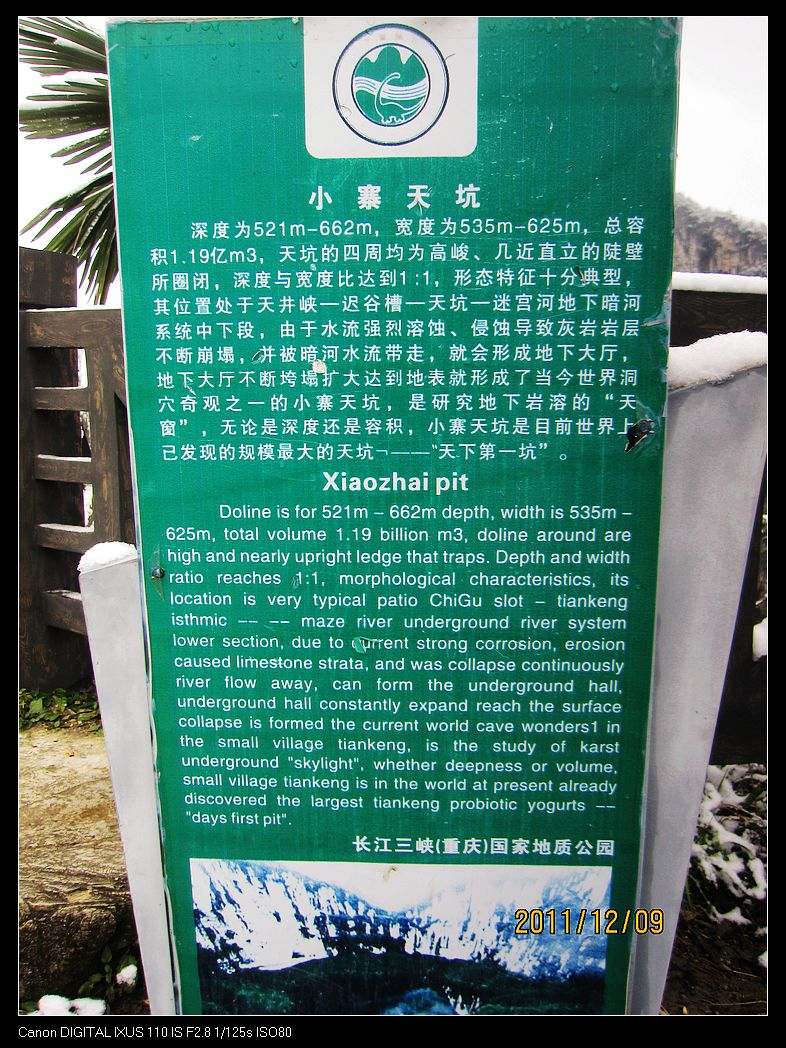 小寨天坑
深度为521m-662m，宽度为535m-625m，总容
积1.19亿m3，天坑的四周均为高峻、几近直立的陡壁
所圈闭，深度与宽度比达到1:1，形态特征十分典型，
其位置处于天井峡—迟谷槽—天坑—迷宫河地下暗河
系统中下段，由于水流强烈溶蚀、侵蚀导致灰岩岩层
不断崩塌，并被暗河水流带走，就会形成地下大厅，
地下大厅不断垮塌扩大达到地表就形成了当今世界洞
穴奇观之一的小寨天坑，是研究地下岩溶的“天
窗”，无论是深度还是容积，小寨天坑是目前世界上
已发现的规模最大的天坑¬——“天下第一坑”。
Xiaozhai pit
Doline is for 521m – 662m depth, width is 535m –
625m, total volume 1.19 billion m3, doline around are
high and nearly upright ledge that traps. Depth and width
ratio reaches 1:1, morphological characteristics, its
location is very typical patio ChiGu slot – tiankeng
isthmic –– –– maze river underground river system
lower section, due to current strong corrosion, erosion
caused limestone strata, and was collapse continuously
river flow away, can form the underground hall,
underground hall constantly expand reach the surface
collapse is formed the current world cave wonders1 in
the small village tiankeng, is the study of karst
underground "skylight", whether deepness or volume,
small village tiankeng is in the world at present already
discovered the largest tiankeng probiotic yogurts ––
"days first pit".
长江三峡(重庆)国家地质公园
2011/12/09
Canon DIGITAL IXUS 110 IS F2.8 1/125s ISO80